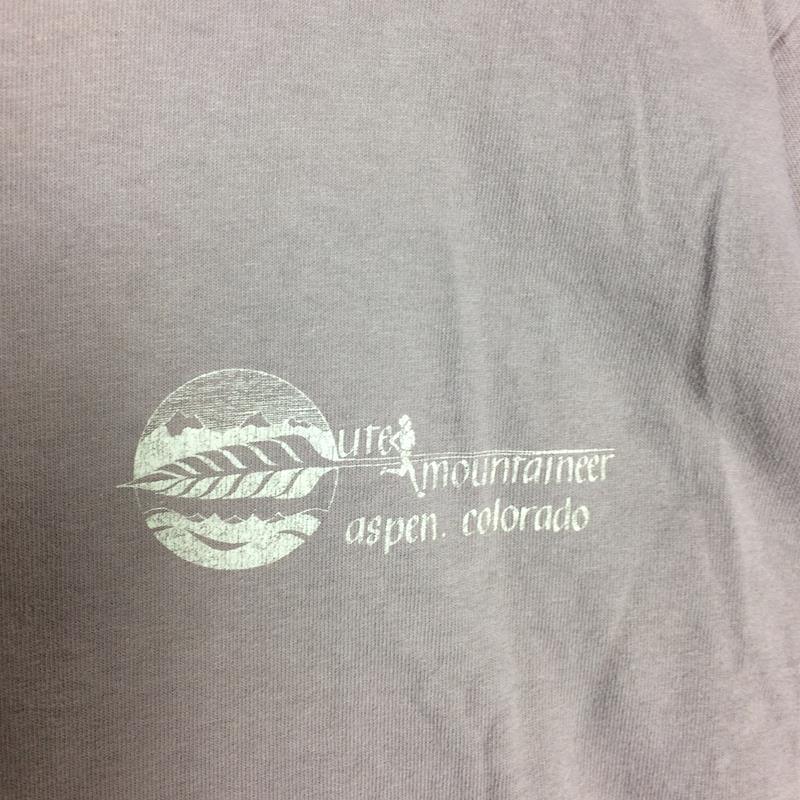 ute
mountaineer
aspen, colorado